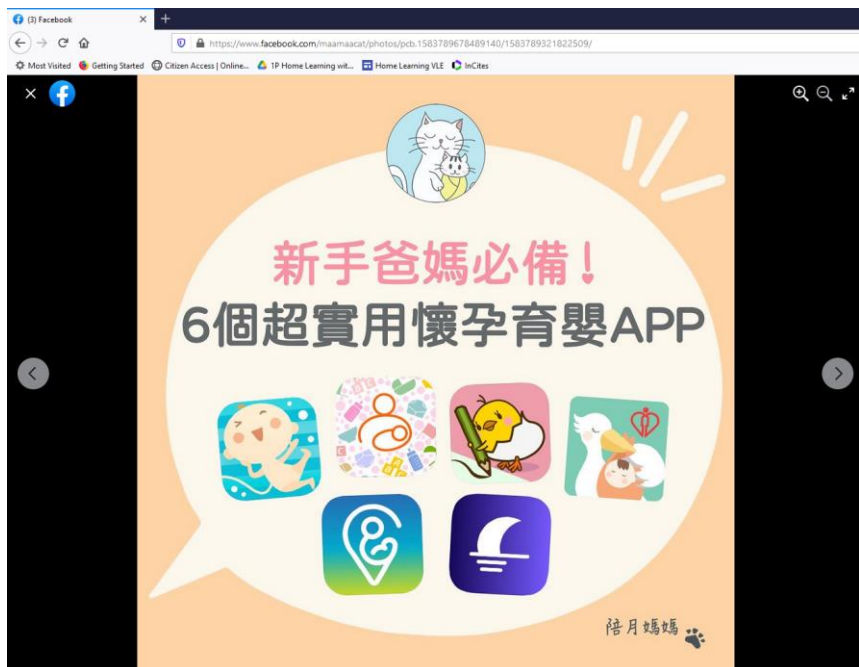 (3) Facebook
https://www.facebook.com/maamaacat/photos/pcb.1583789678489140/1583789321822509/
Most Visited
Getting Started
Citizen Access | Online...
1P Home Learning wit...
Home Learning VLE
InCites
新手爸媽必備！
6個超實用懷孕育嬰APP
陪月媽媽